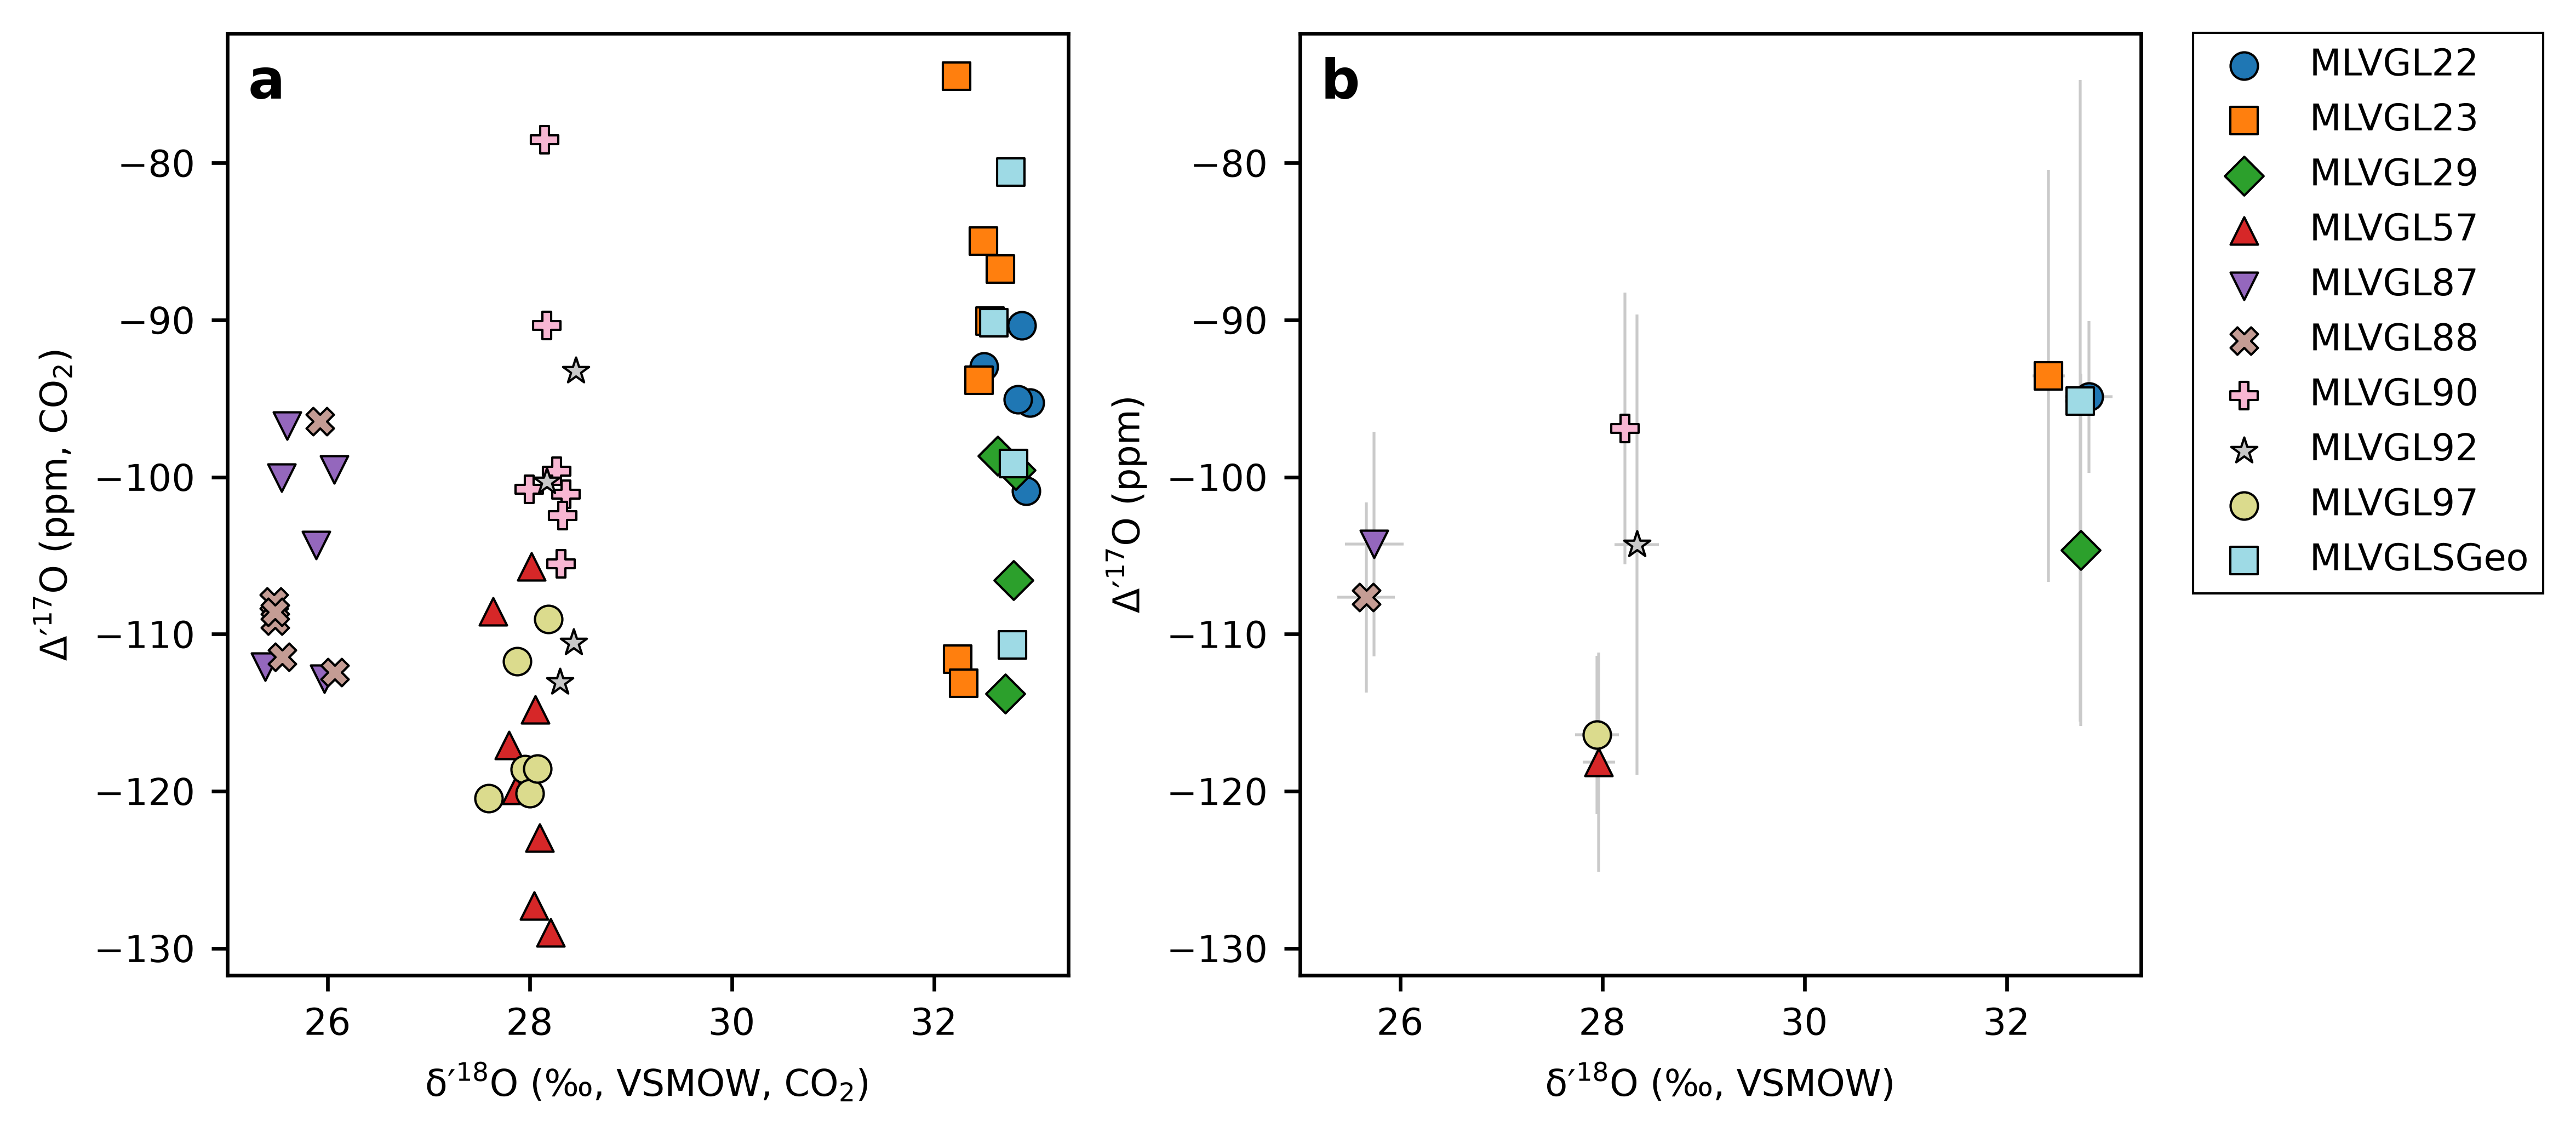 a
−80
−90
−100
−110
−120
−130
Δ′¹⁷O (ppm, CO₂)
26 28 30 32
δ′¹⁸O (‰, VSMOW, CO₂)
b
−80
−90
−100
−110
−120
−130
Δ′¹⁷O (ppm)
26 28 30 32
δ′¹⁸O (‰, VSMOW)
MLVGL22
MLVGL23
MLVGL29
MLVGL57
MLVGL87
MLVGL88
MLVGL90
MLVGL92
MLVGL97
MLVGLSGeo